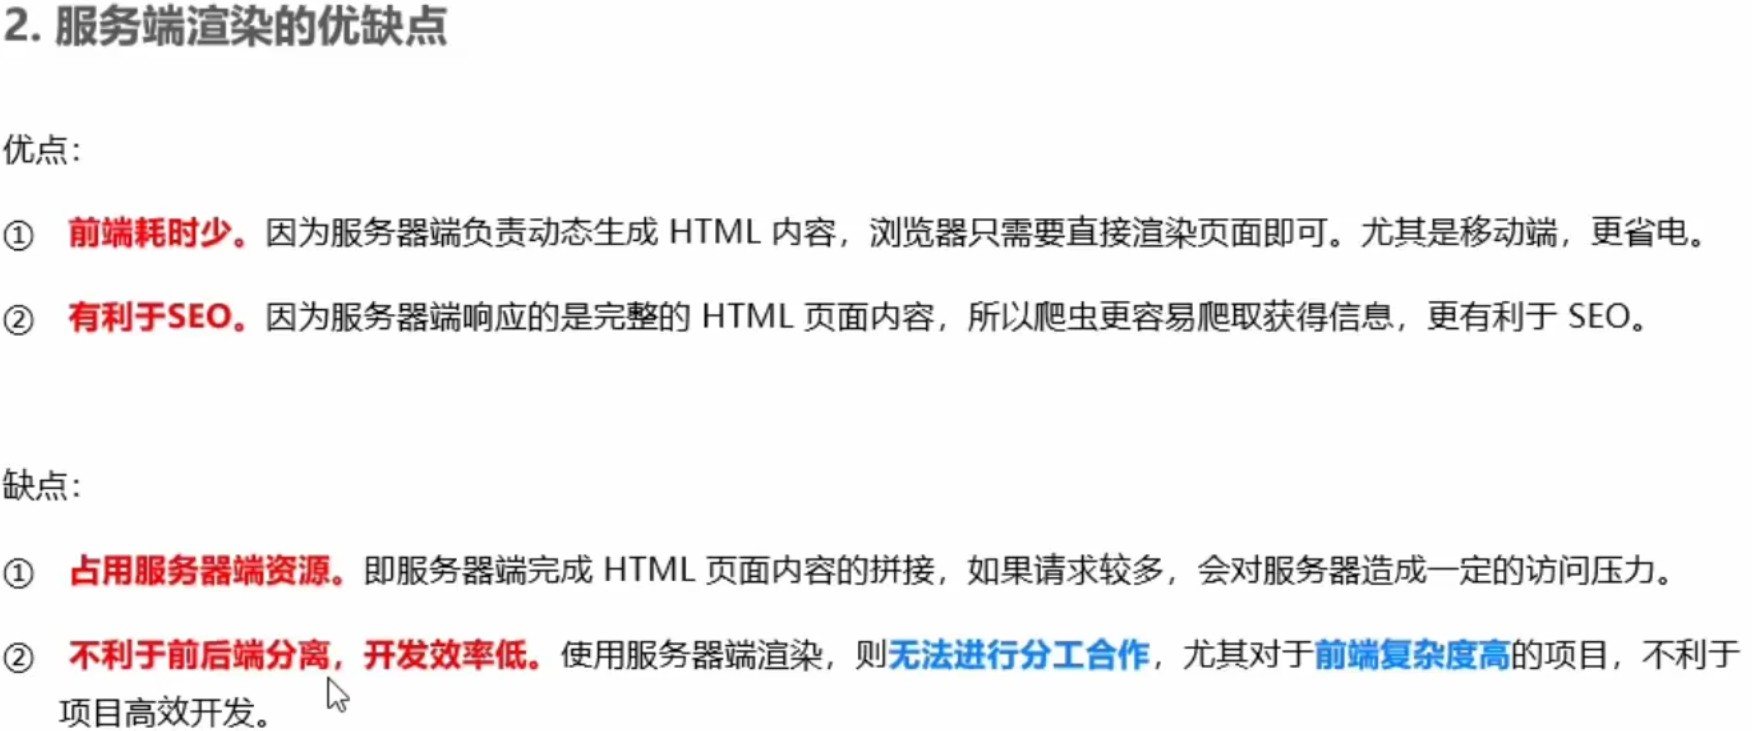 2. 服务端渲染的优缺点
优点：
① 前端耗时少。因为服务器端负责动态生成 HTML 内容，浏览器只需要直接渲染页面即可。尤其是移动端，更省电。
② 有利于SEO。因为服务器端响应的是完整的 HTML 页面内容，所以爬虫更容易爬取获得信息，更有利于 SEO。
缺点：
① 占用服务器端资源。即服务器端完成 HTML 页面内容的拼接，如果请求较多，会对服务器造成一定的访问压力。
② 不利于前后端分离，开发效率低。使用服务器端渲染，则无法进行分工合作，尤其对于前端复杂度高的项目，不利于
项目高效开发。